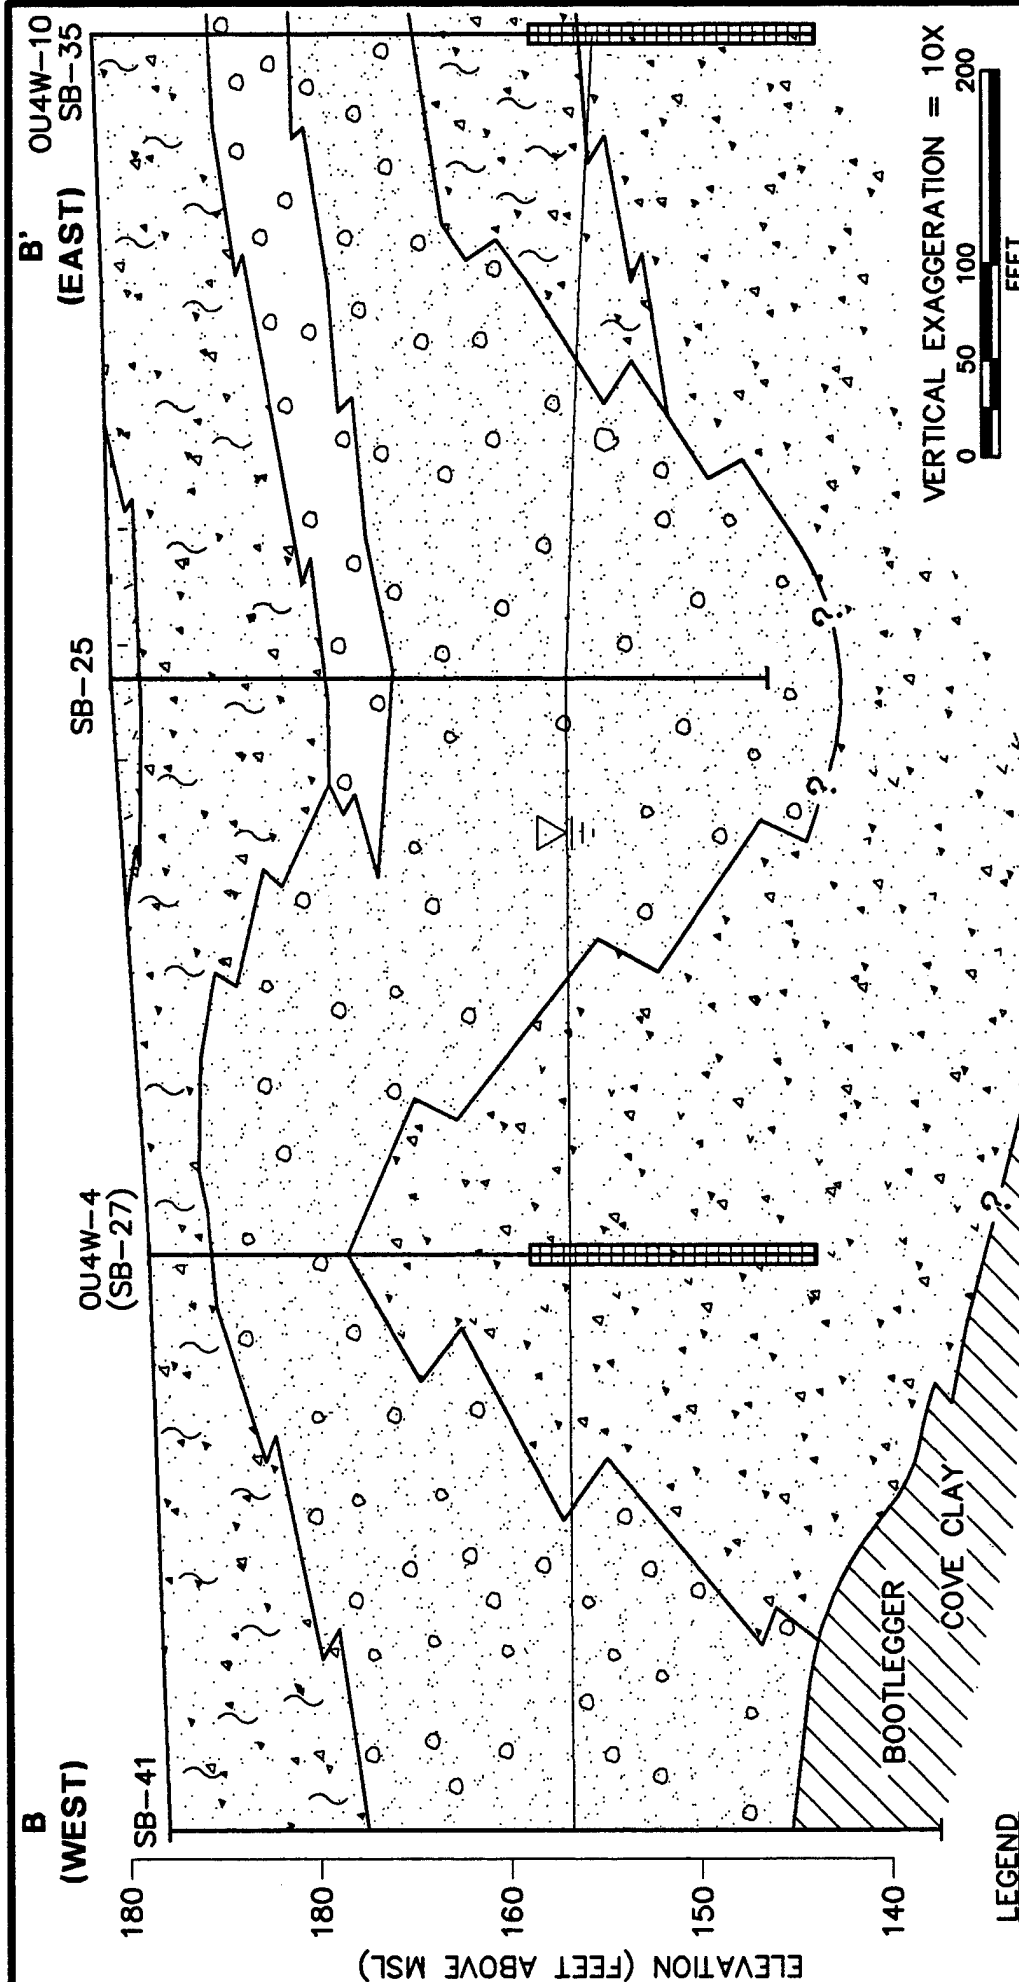 B
(WEST)
B'
(EAST)
SB-41
OU4W-4
(SB-27)
SB-25
OU4W-10
SB-35
ELEVATION (FEET ABOVE MSL)
180
180
160
150
140
?
?
?
BOOTLEGGER
COVE CLAY
VERTICAL EXAGGERATION = 10X
0 50 100 200
FEET
LEGEND